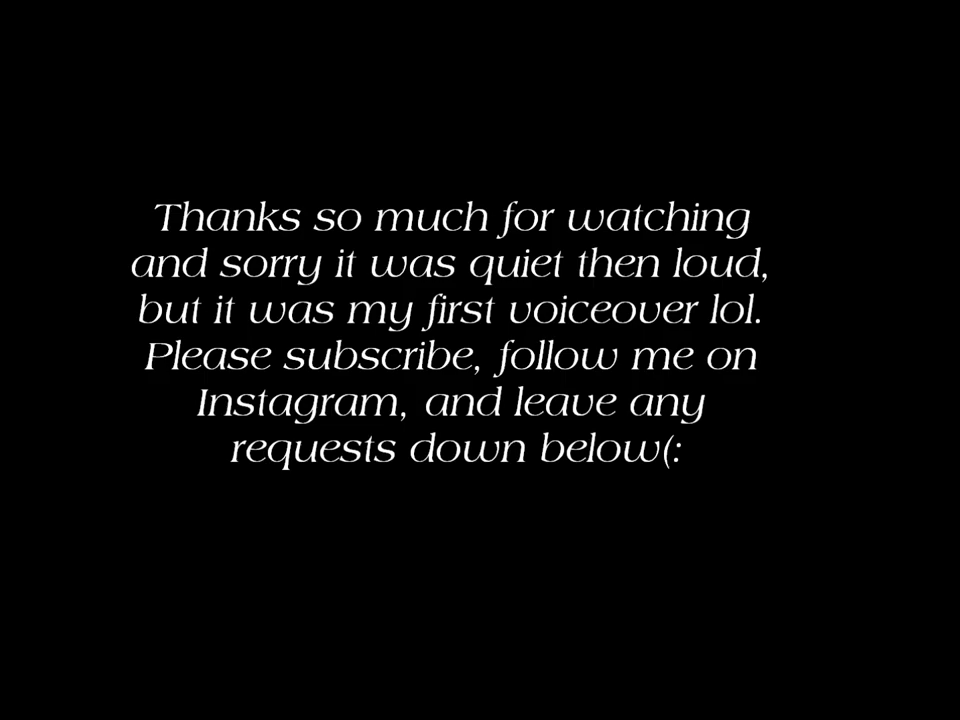 Thanks so much for watching
and sorry it was quiet then loud,
but it was my first voiceover lol.
Please subscribe, follow me on
Instagram, and leave any
requests down below(: